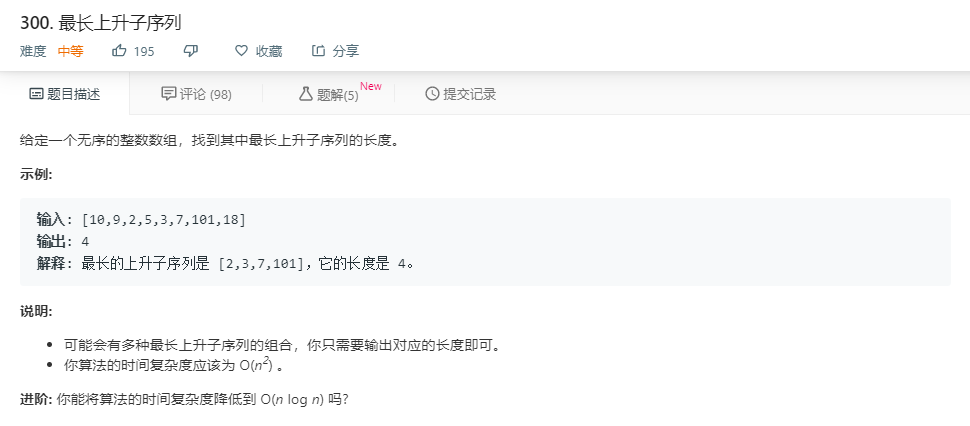 300. 最长上升子序列
难度 中等 195 收藏 分享
题目描述 评论 (98) 题解(5) New 提交记录
给定一个无序的整数数组，找到其中最长上升子序列的长度。
示例:
输入: [10,9,2,5,3,7,101,18]
输出: 4
解释: 最长的上升子序列是 [2,3,7,101]，它的长度是 4。
说明:
• 可能会有多种最长上升子序列的组合，你只需要输出对应的长度即可。
• 你算法的时间复杂度应该为 O(n²) 。
进阶: 你能将算法的时间复杂度降低到 O(n log n) 吗?